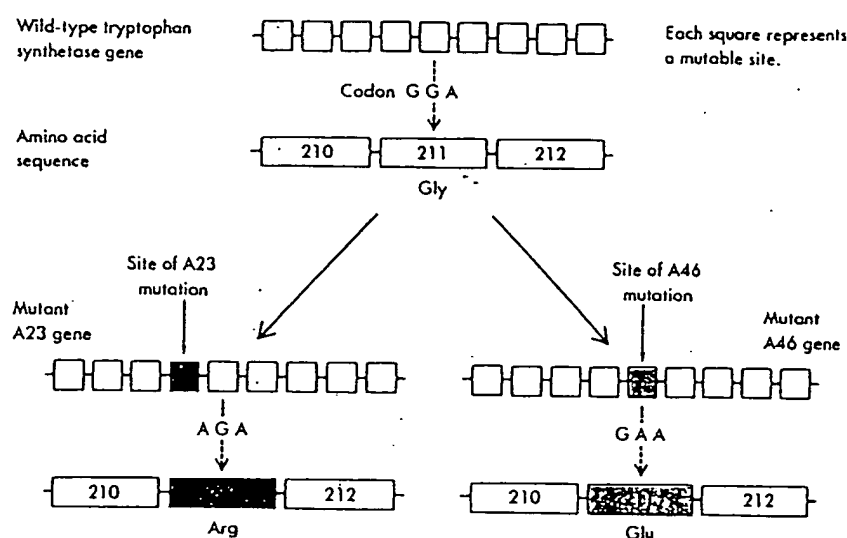 Wild-type tryptophan
synthetase gene
Each square represents
a mutable site.
Codon G G A
Amino acid
sequence
210
211
212
Gly
Site of A23
mutation
Site of A46
mutation
Mutant
A23 gene
Mutant
A46 gene
A G A
G A A
210
212
210
212
Arg
Glu